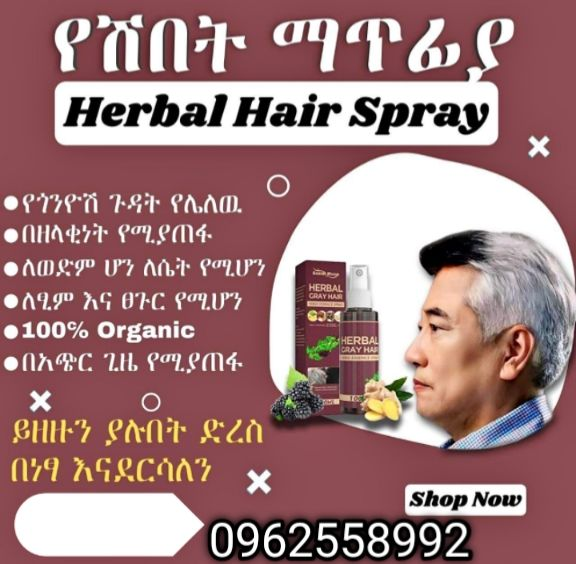 የሽበት ማጥፊያ
Herbal Hair Spray
●የጎንዮሽ ጉዳት የሌለዉ
●በዘላቂነት የሚያጠፋ
●ለወድም ሆን ለሴት የሚሆን
●ለፂም እና ፀጉር የሚሆን
●100% Organic
●በአጭር ጊዜ የሚያጠፋ
ይዘዙን ያሉበት ድረስ
በነፃ እናደርሳለን
HERBAL
GRAY HAIR
HERBAL
GRAY HAIR
Shop Now
0962558992